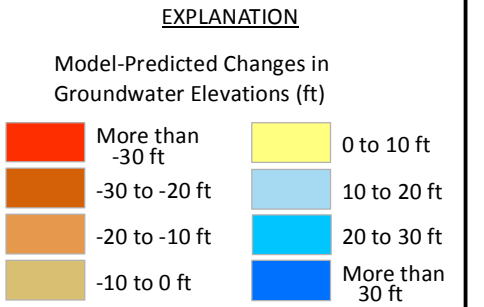 EXPLANATION
Model-Predicted Changes in
Groundwater Elevations (ft)
More than
-30 ft
-30 to -20 ft
-20 to -10 ft
-10 to 0 ft
0 to 10 ft
10 to 20 ft
20 to 30 ft
More than
30 ft